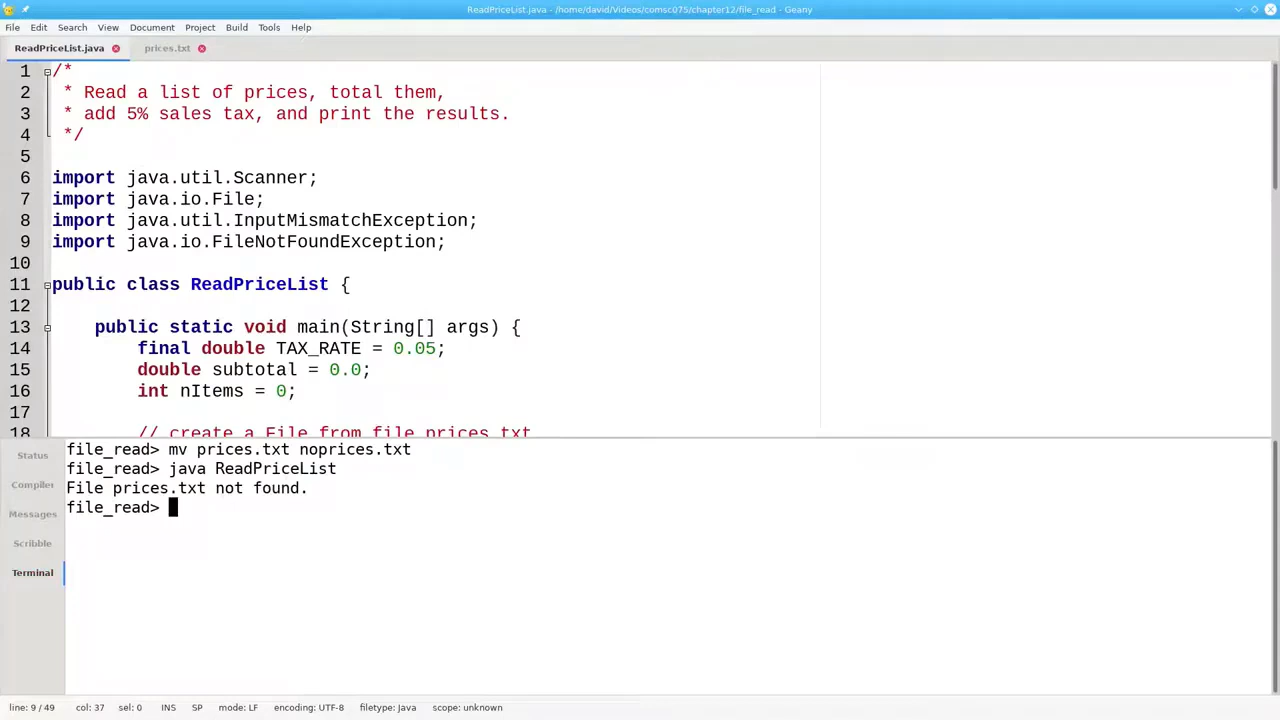 ReadPriceList.java - /home/david/Videos/comsc075/chapter12/file_read - Geany
File Edit Search View Document Project Build Tools Help
ReadPriceList.java prices.txt
1 /*
2  * Read a list of prices, total them,
3  * add 5% sales tax, and print the results.
4  */
5
6 import java.util.Scanner;
7 import java.io.File;
8 import java.util.InputMismatchException;
9 import java.io.FileNotFoundException;
10
11 public class ReadPriceList {
12
13     public static void main(String[] args) {
14         final double TAX_RATE = 0.05;
15         double subtotal = 0.0;
16         int nItems = 0;
17
18         // create a File from file prices.txt
Status
Compiler
Messages
Scribble
Terminal
file_read> mv prices.txt noprices.txt
file_read> java ReadPriceList
File prices.txt not found.
file_read>
line: 9 / 49 col: 37 sel: 0 INS SP mode: LF encoding: UTF-8 filetype: Java scope: unknown